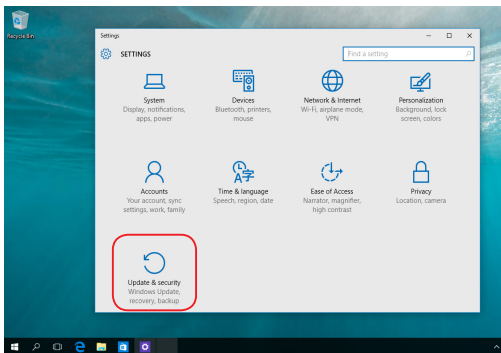 Recycle Bin
Settings
SETTINGS
Find a setting
System
Display, notifications,
apps, power
Devices
Bluetooth, printers,
mouse
Network & Internet
Wi-Fi, airplane mode,
VPN
Personalization
Background, lock
screen, colors
Accounts
Your account, sync
settings, work, family
Time & language
Speech, region, date
Ease of Access
Narrator, magnifier,
high contrast
Privacy
Location, camera
Update & security
Windows Update,
recovery, backup